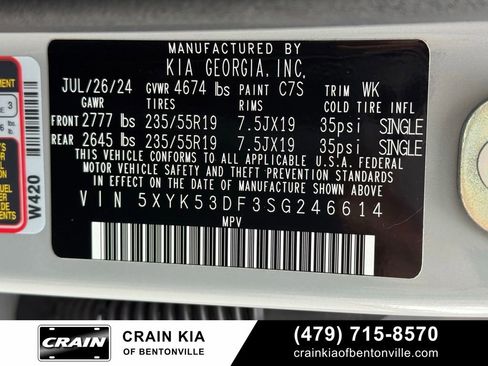 MANUFACTURED BY
KIA GEORGIA, INC.
JUL/26/24 GVWR 4674 lbs PAINT C7S TRIM WK
GAWR TIRES RIMS COLD TIRE INFL
FRONT 2777 lbs 235/55R19 7.5JX19 35psi SINGLE
REAR 2645 lbs 235/55R19 7.5JX19 35psi SINGLE
THIS VEHICLE CONFORMS TO ALL APPLICABLE U.S.A. FEDERAL
MOTOR VEHICLE SAFETY AND THEFT PREVENTION STANDARDS
IN EFFECT ON THE DATE OF MANUFACTURE SHOWN ABOVE.
VIN 5XYK53DF3SG246614
MPV
W420
CRAIN
CRAIN KIA
OF BENTONVILLE
(479) 715-8570
crainkiaofbentonville.com